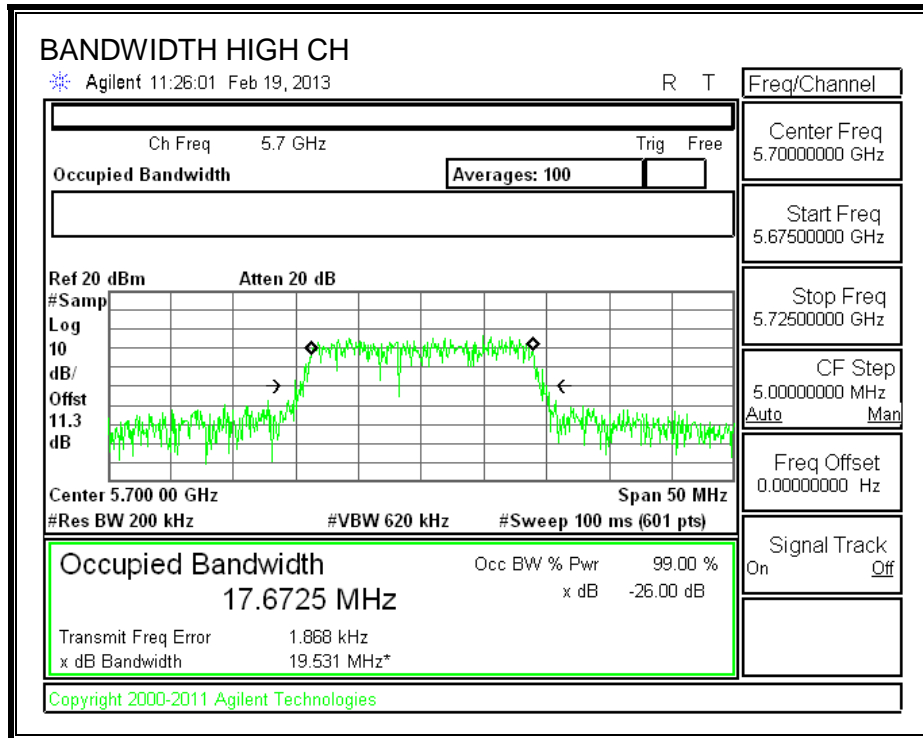 BANDWIDTH HIGH CH
Agilent 11:26:01 Feb 19, 2013 R T
Freq/Channel
Ch Freq 5.7 GHz Trig Free
Occupied Bandwidth Averages: 100
Center Freq
5.70000000 GHz
Start Freq
5.67500000 GHz
Stop Freq
5.72500000 GHz
CF Step
5.00000000 MHz
Auto Man
Freq Offset
0.00000000 Hz
Signal Track
On Off
Ref 20 dBm Atten 20 dB
#Samp
Log
10
dB/
Offst
11.3
dB
Center 5.700 00 GHz Span 50 MHz
#Res BW 200 kHz #VBW 620 kHz #Sweep 100 ms (601 pts)
Occupied Bandwidth Occ BW % Pwr 99.00 %
17.6725 MHz x dB -26.00 dB
Transmit Freq Error 1.868 kHz
x dB Bandwidth 19.531 MHz*
Copyright 2000-2011 Agilent Technologies